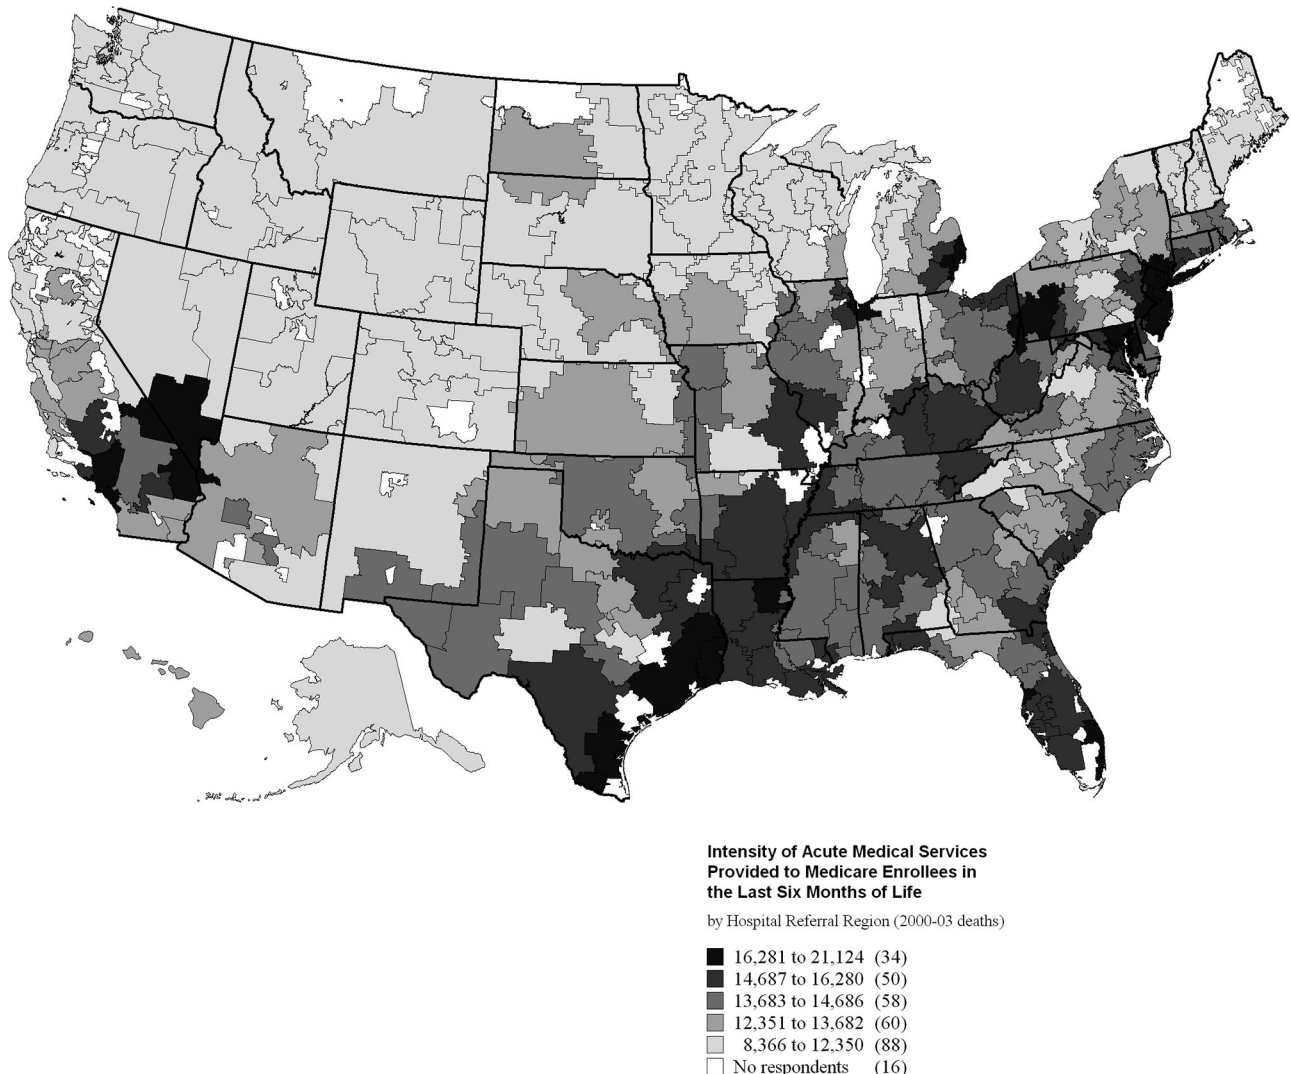 Intensity of Acute Medical Services
Provided to Medicare Enrollees in
the Last Six Months of Life
by Hospital Referral Region (2000-03 deaths)
16,281 to 21,124 (34)
14,687 to 16,280 (50)
13,683 to 14,686 (58)
12,351 to 13,682 (60)
8,366 to 12,350 (88)
No respondents (16)